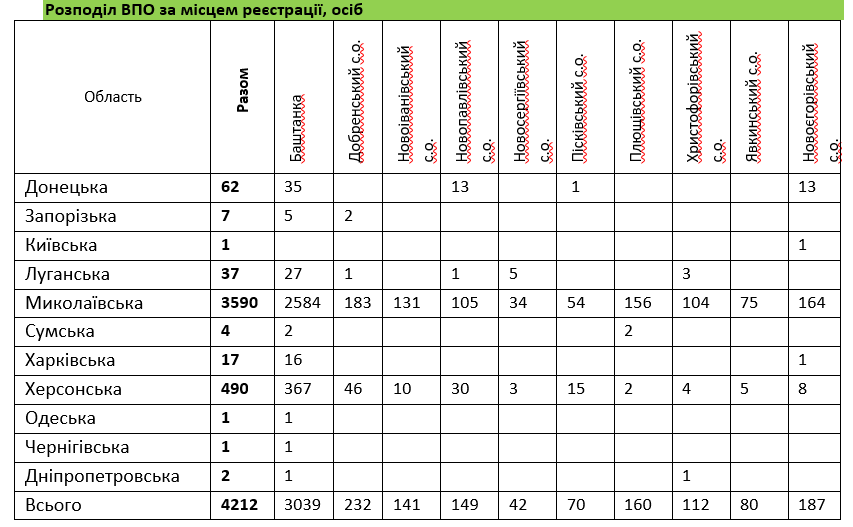 Розподіл ВПО за місцем реєстрації, осіб
Область Разом Баштанка Добренський с.о. Новоіванівський с.о. Новопавлівський с.о. Новосергіївський с.о. Пісківський с.о. Плющівський с.о. Христофорівський с.о. Явкинський с.о. Новоєгорівський с.о.
Донецька 62 35 13 1 13
Запорізька 7 5 2
Київська 1 1
Луганська 37 27 1 1 5 3
Миколаївська 3590 2584 183 131 105 34 54 156 104 75 164
Сумська 4 2 2
Харківська 17 16 1
Херсонська 490 367 46 10 30 3 15 2 4 5 8
Одеська 1 1
Чернігівська 1 1
Дніпропетровська 2 1 1
Всього 4212 3039 232 141 149 42 70 160 112 80 187